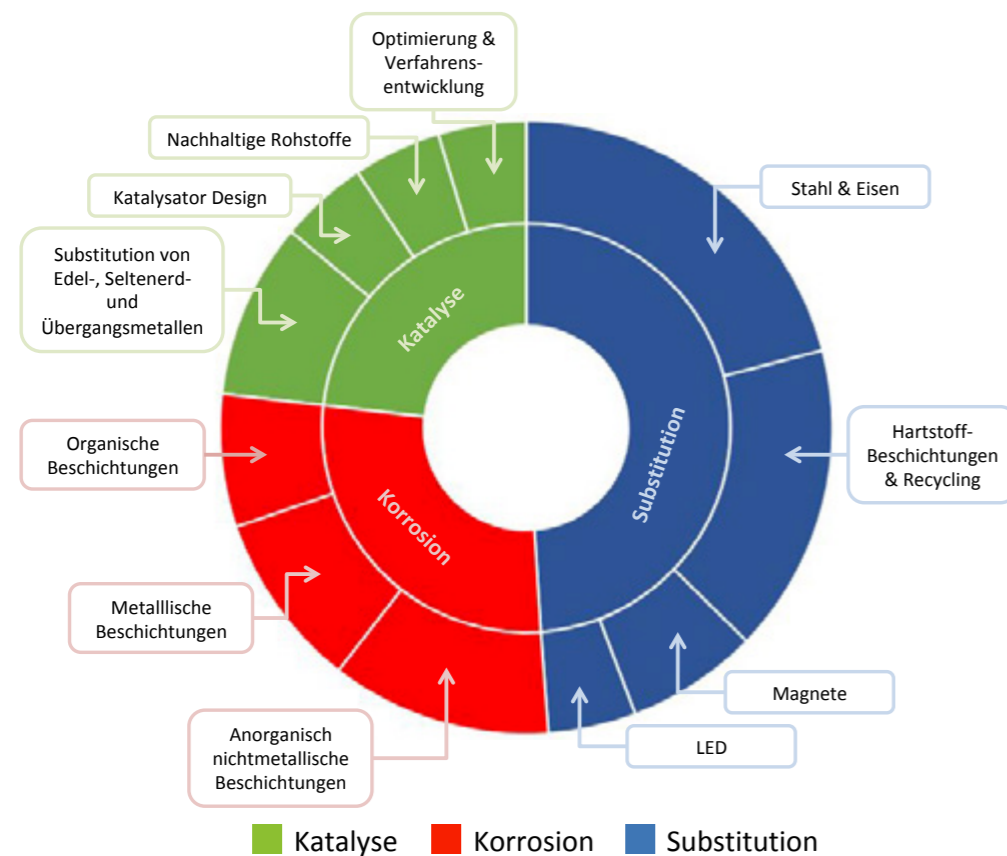 Optimierung &
Verfahrens-
entwicklung
Nachhaltige Rohstoffe
Katalysator Design
Substitution von
Edel-, Seltenerd-
und
Übergangsmetallen
Stahl & Eisen
Katalyse
Organische
Beschichtungen
Hartstoff-
Beschichtungen
& Recycling
Substitution
Korrosion
Metalllische
Beschichtungen
Magnete
LED
Anorganisch
nichtmetallische
Beschichtungen
Katalyse Korrosion Substitution